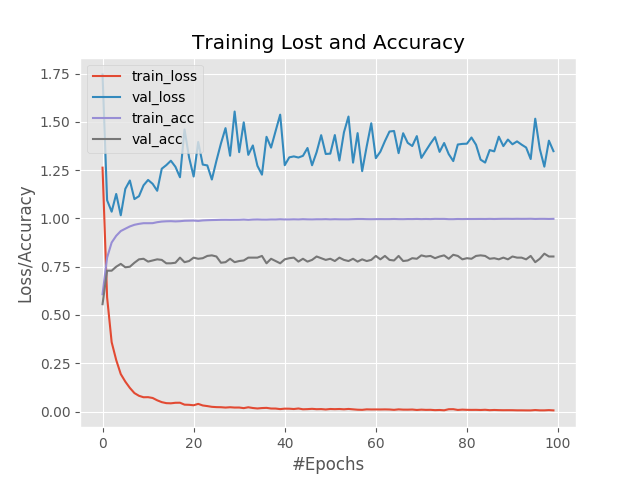 Training Lost and Accuracy
train_loss
val_loss
train_acc
val_acc
1.75
1.50
1.25
1.00
0.75
0.50
0.25
0.00
Loss/Accuracy
0 20 40 60 80 100
#Epochs